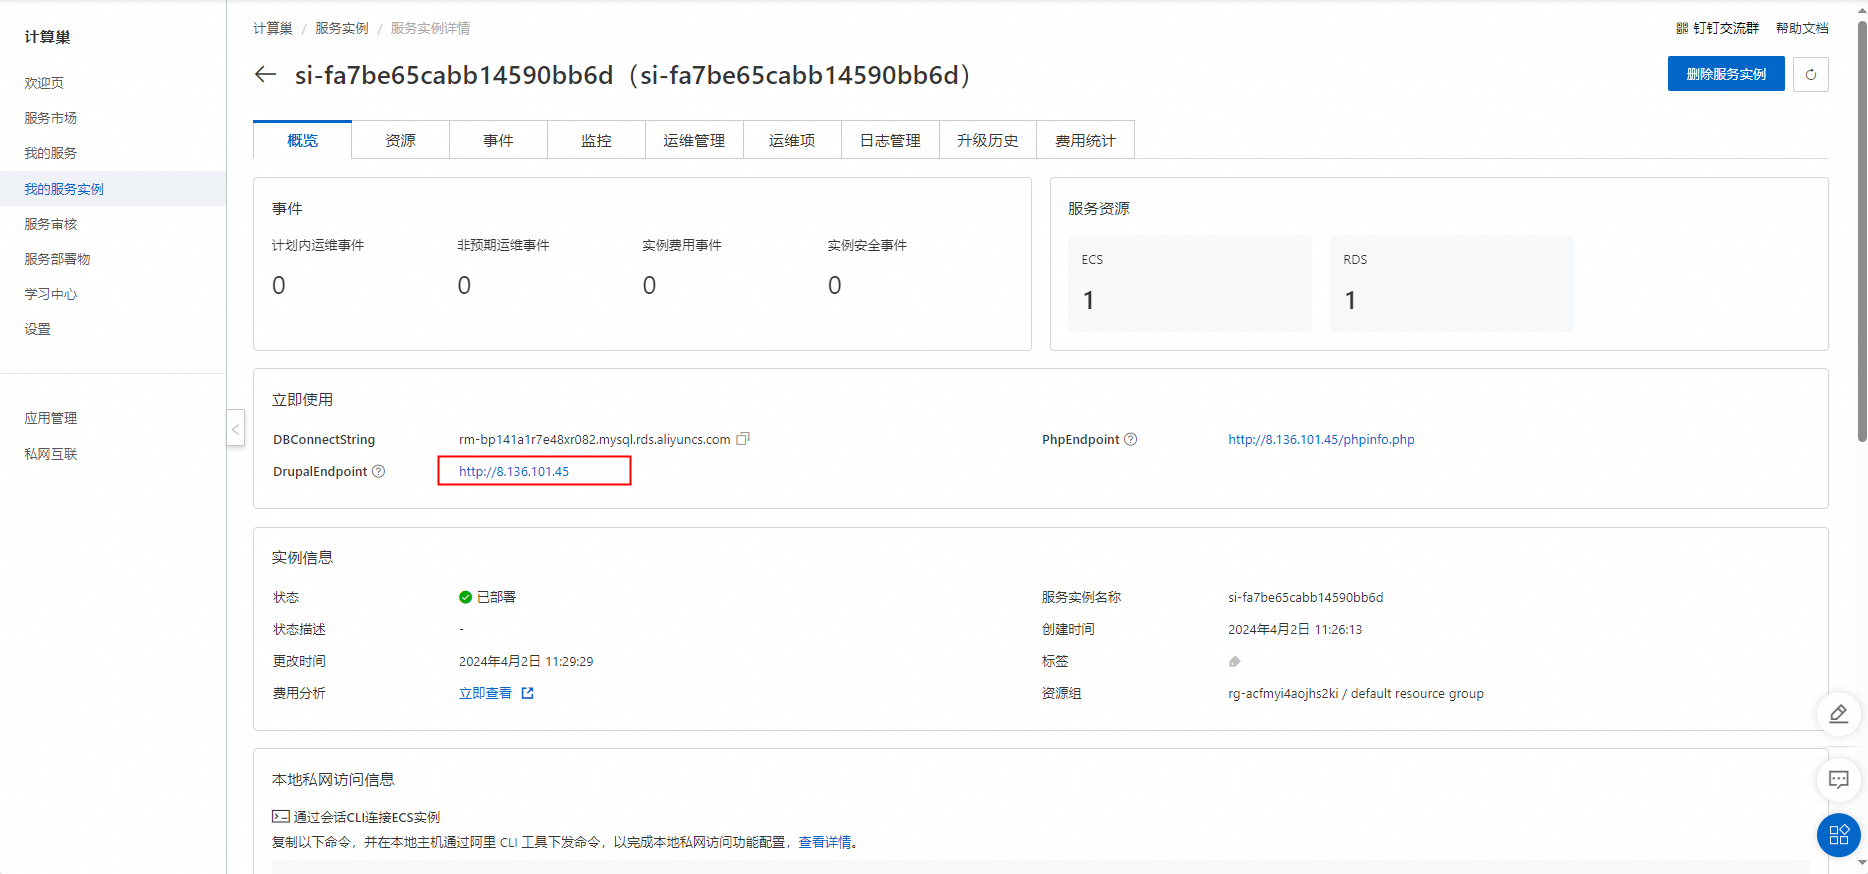 计算巢
欢迎页
服务市场
我的服务
我的服务实例
服务审核
服务部署物
学习中心
设置
应用管理
私网互联
计算巢 / 服务实例 / 服务实例详情
钉钉交流群 帮助文档
si-fa7be65cabb14590bb6d（si-fa7be65cabb14590bb6d）
删除服务实例
概览 资源 事件 监控 运维管理 运维项 日志管理 升级历史 费用统计
事件
计划内运维事件 非预期运维事件 实例费用事件 实例安全事件
0 0 0 0
服务资源
ECS RDS
1 1
立即使用
DBConnectString rm-bp141a1r7e48xr082.mysql.rds.aliyuncs.com PhpEndpoint http://8.136.101.45/phpinfo.php
DrupalEndpoint http://8.136.101.45
实例信息
状态 已部署 服务实例名称 si-fa7be65cabb14590bb6d
状态描述 - 创建时间 2024年4月2日 11:26:13
更改时间 2024年4月2日 11:29:29 标签
费用分析 立即查看 资源组 rg-acfmyi4aojhs2ki / default resource group
本地私网访问信息
通过会话CLI连接ECS实例
复制以下命令，并在本地主机通过阿里 CLI 工具下发命令，以完成本地私网访问功能配置，查看详情。